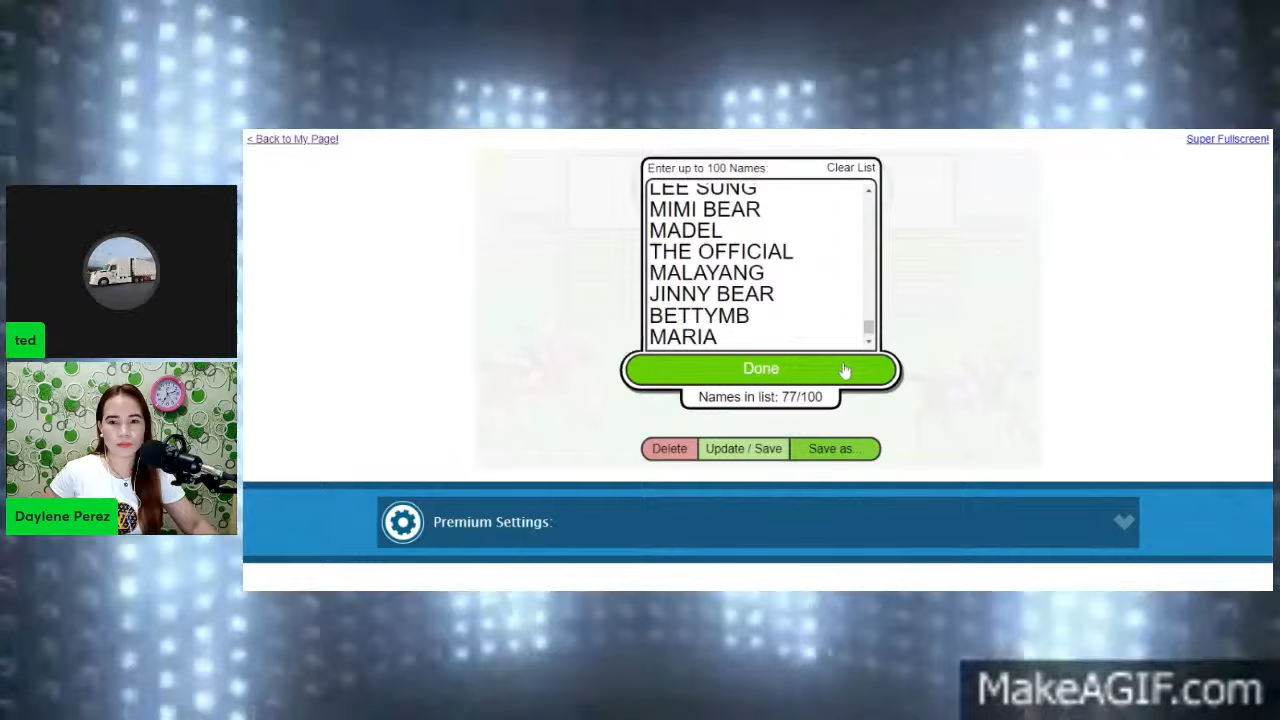 < Back to My Page!
Super Fullscreen!
Enter up to 100 Names:
Clear List
LEE SUNG
MIMI BEAR
MADEL
THE OFFICIAL
MALAYANG
JINNY BEAR
BETTYMB
MARIA
Done
Names in list: 77/100
Delete
Update / Save
Save as...
Premium Settings:
ted
Daylene Perez
MakeAGIF.com